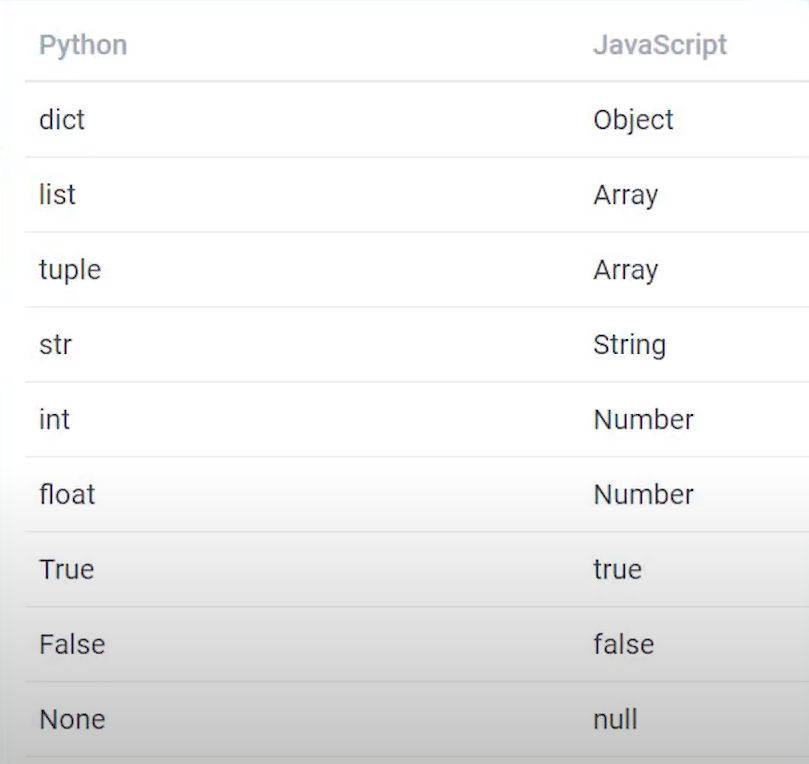 Python JavaScript
dict Object
list Array
tuple Array
str String
int Number
float Number
True true
False false
None null